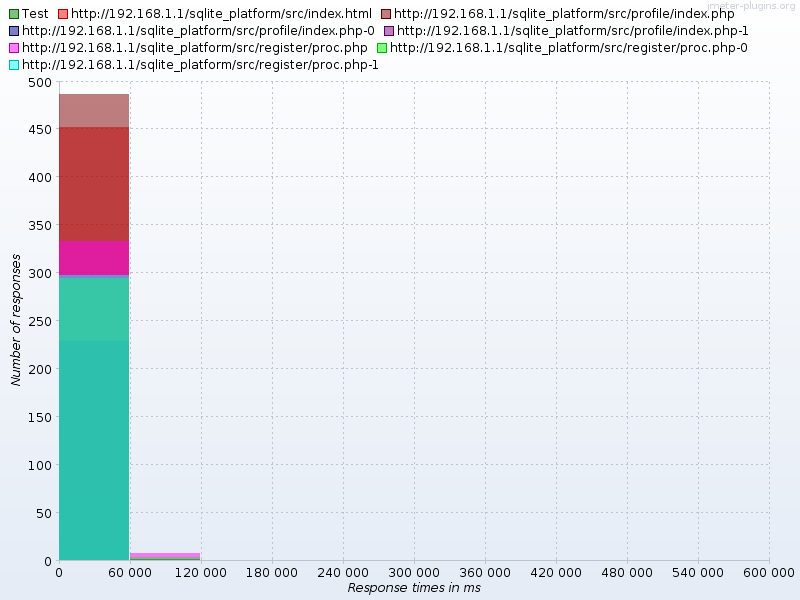 jmeter-plugins.org
Test http://192.168.1.1/sqlite_platform/src/index.html http://192.168.1.1/sqlite_platform/src/profile/index.php
http://192.168.1.1/sqlite_platform/src/profile/index.php-0 http://192.168.1.1/sqlite_platform/src/profile/index.php-1
http://192.168.1.1/sqlite_platform/src/register/proc.php http://192.168.1.1/sqlite_platform/src/register/proc.php-0
http://192.168.1.1/sqlite_platform/src/register/proc.php-1
500
450
400
350
300
250
200
150
100
50
0
Number of responses
0 60 000 120 000 180 000 240 000 300 000 360 000 420 000 480 000 540 000 600 000
Response times in ms